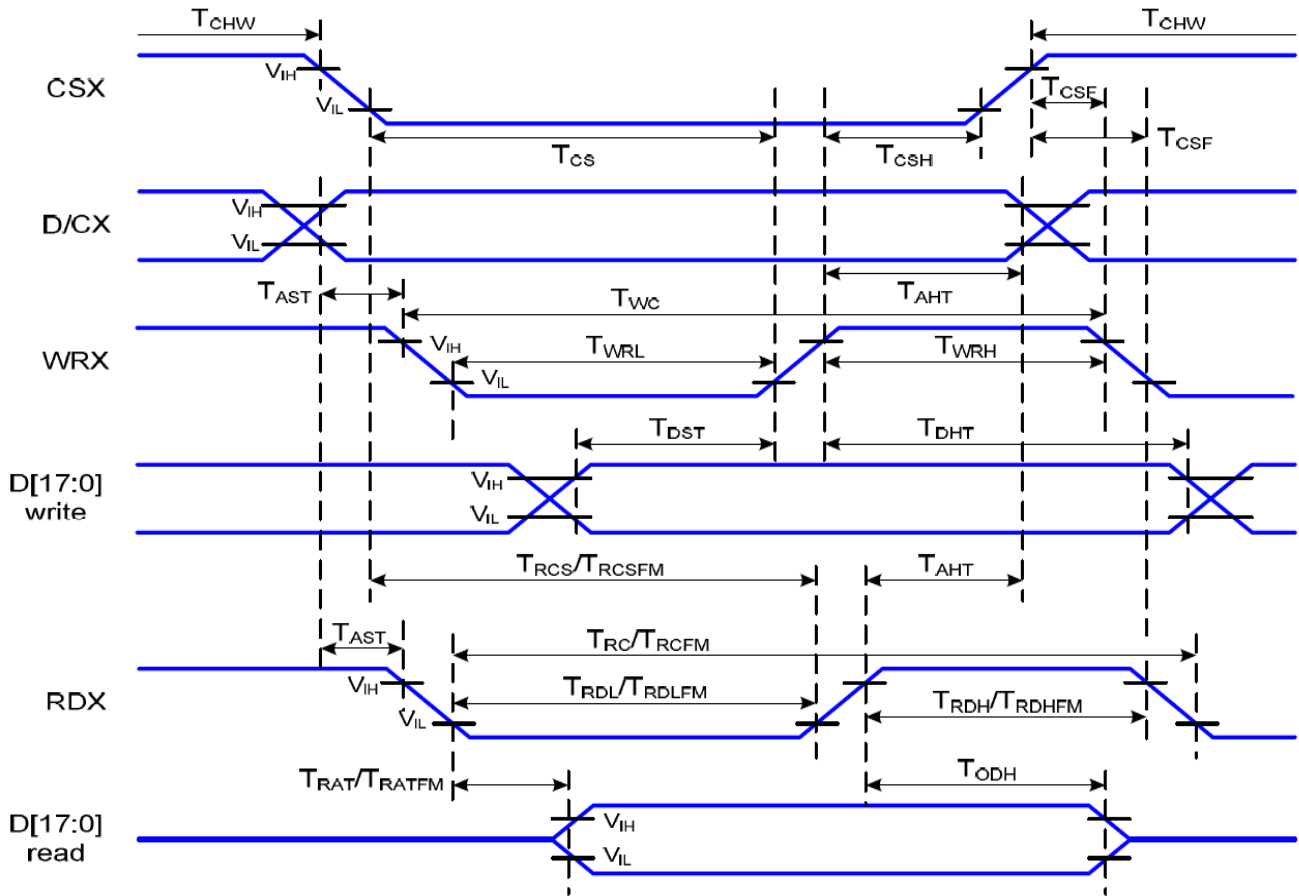 TCHW TCHW
CSX
VIH
VIL
TCSF
TCSF
TCS TCSH
D/CX
VIH
VIL
TAST TWC TAHT
WRX
VIH
VIL
TWRL TWRH
TDST TDHT
D[17:0]
write
VIH
VIL
TRCS/TRCSFM TAHT
TAST TRC/TRCFM
RDX
VIH
VIL
TRDL/TRDLFM TRDH/TRDHFM
TRAT/TRATFM TODH
D[17:0]
read
VIH
VIL